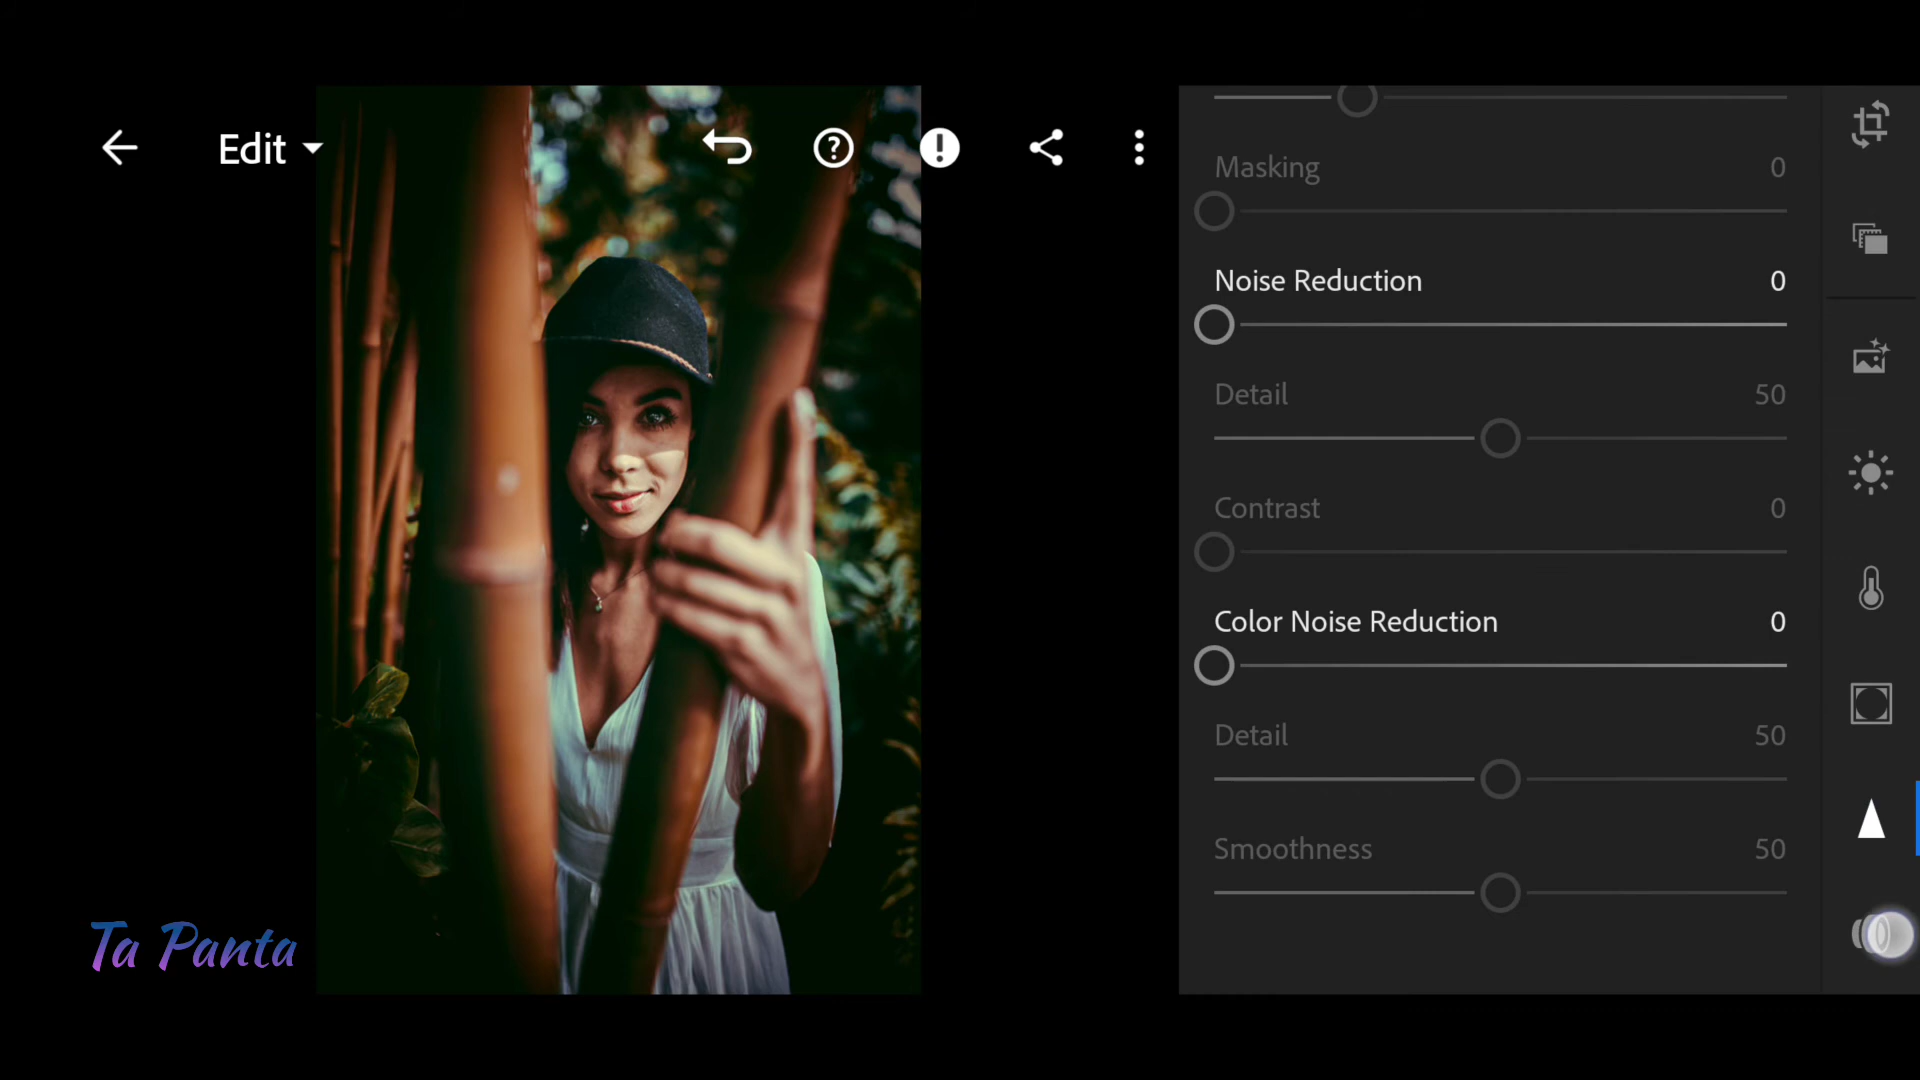 Edit
Masking 0
Noise Reduction 0
Detail 50
Contrast 0
Color Noise Reduction 0
Detail 50
Smoothness 50
Ta Panta